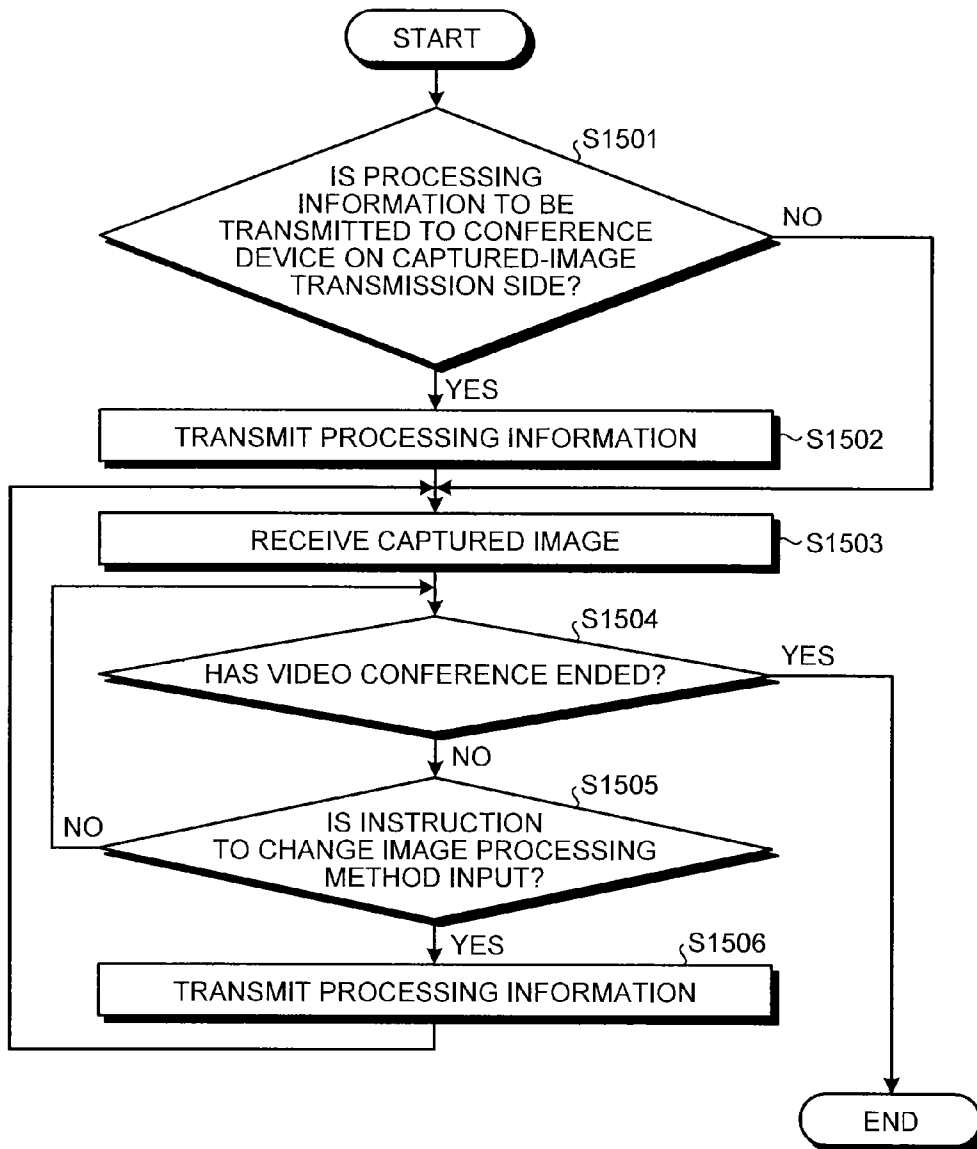 START
S1501
IS PROCESSING
INFORMATION TO BE
TRANSMITTED TO CONFERENCE
DEVICE ON CAPTURED-IMAGE
TRANSMISSION SIDE?
NO
YES
TRANSMIT PROCESSING INFORMATION
S1502
RECEIVE CAPTURED IMAGE
S1503
S1504
HAS VIDEO CONFERENCE ENDED?
YES
NO
S1505
IS INSTRUCTION
TO CHANGE IMAGE PROCESSING
METHOD INPUT?
NO
YES
S1506
TRANSMIT PROCESSING INFORMATION
END